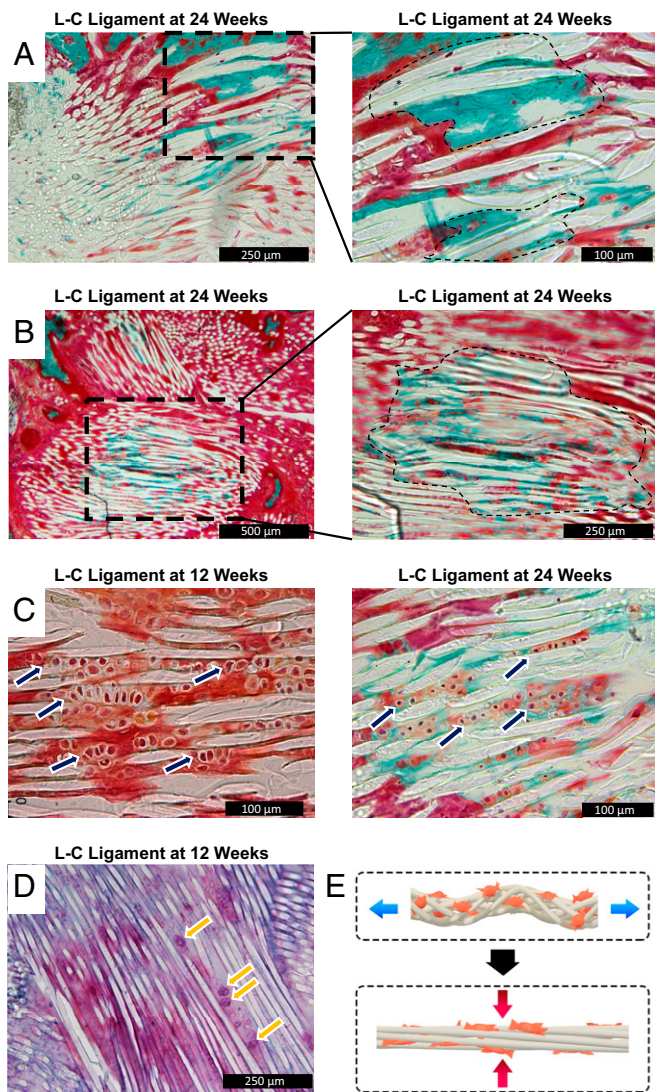 L-C Ligament at 24 Weeks
L-C Ligament at 24 Weeks
A
*
*
250 µm
100 µm
L-C Ligament at 24 Weeks
L-C Ligament at 24 Weeks
B
500 µm
250 µm
L-C Ligament at 12 Weeks
L-C Ligament at 24 Weeks
C
100 µm
100 µm
L-C Ligament at 12 Weeks
D
E
250 µm